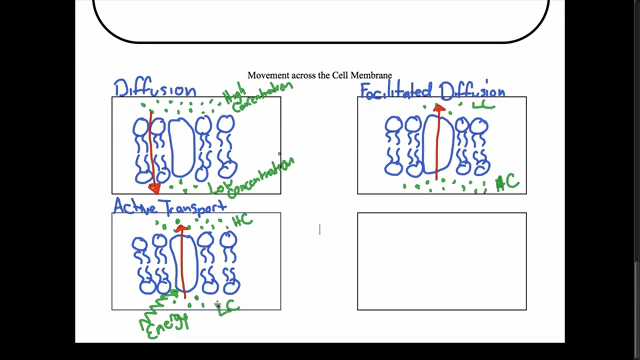 Movement across the Cell Membrane
Diffusion
High
Concentration
Low Concentration
Facilitated Diffusion
LC
HC
Active Transport
HC
LC
Energy